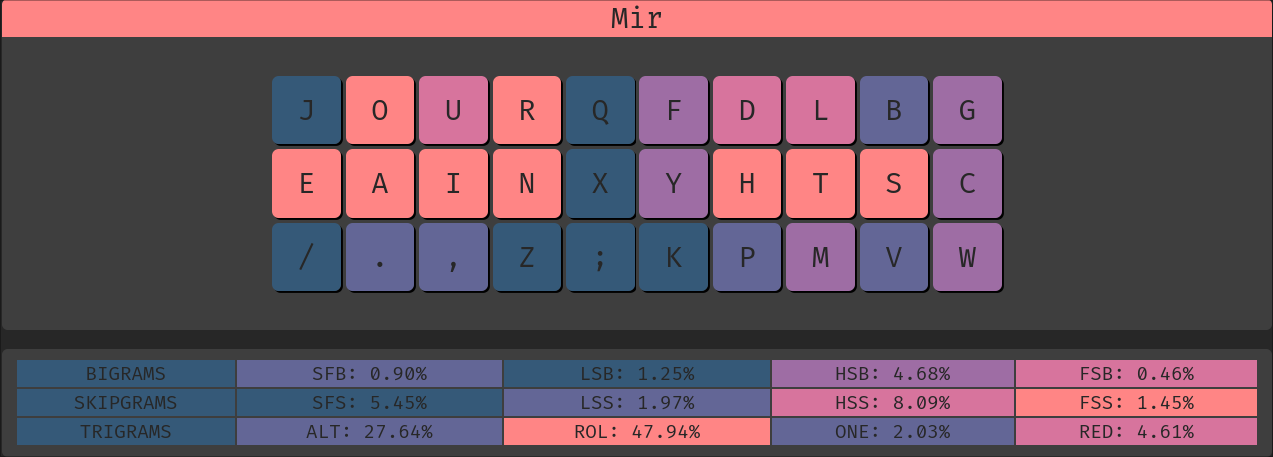 Mir
J O U R Q F D L B G
E A I N X Y H T S C
/ . , Z ; K P M V W
BIGRAMS SFB: 0.90% LSB: 1.25% HSB: 4.68% FSB: 0.46%
SKIPGRAMS SFS: 5.45% LSS: 1.97% HSS: 8.09% FSS: 1.45%
TRIGRAMS ALT: 27.64% ROL: 47.94% ONE: 2.03% RED: 4.61%